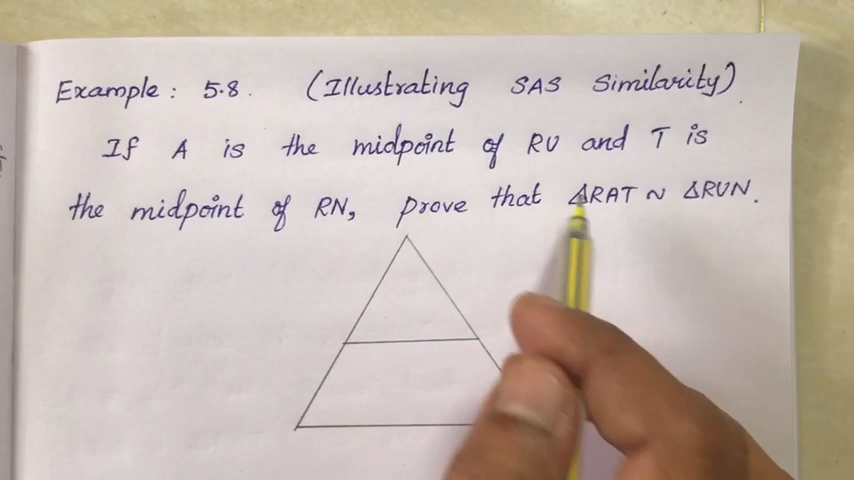 Example: 5.8. (Illustrating SAS Similarity)
If A is the midpoint of RU and T is
the midpoint of RN, prove that ΔRAT ~ ΔRUN.